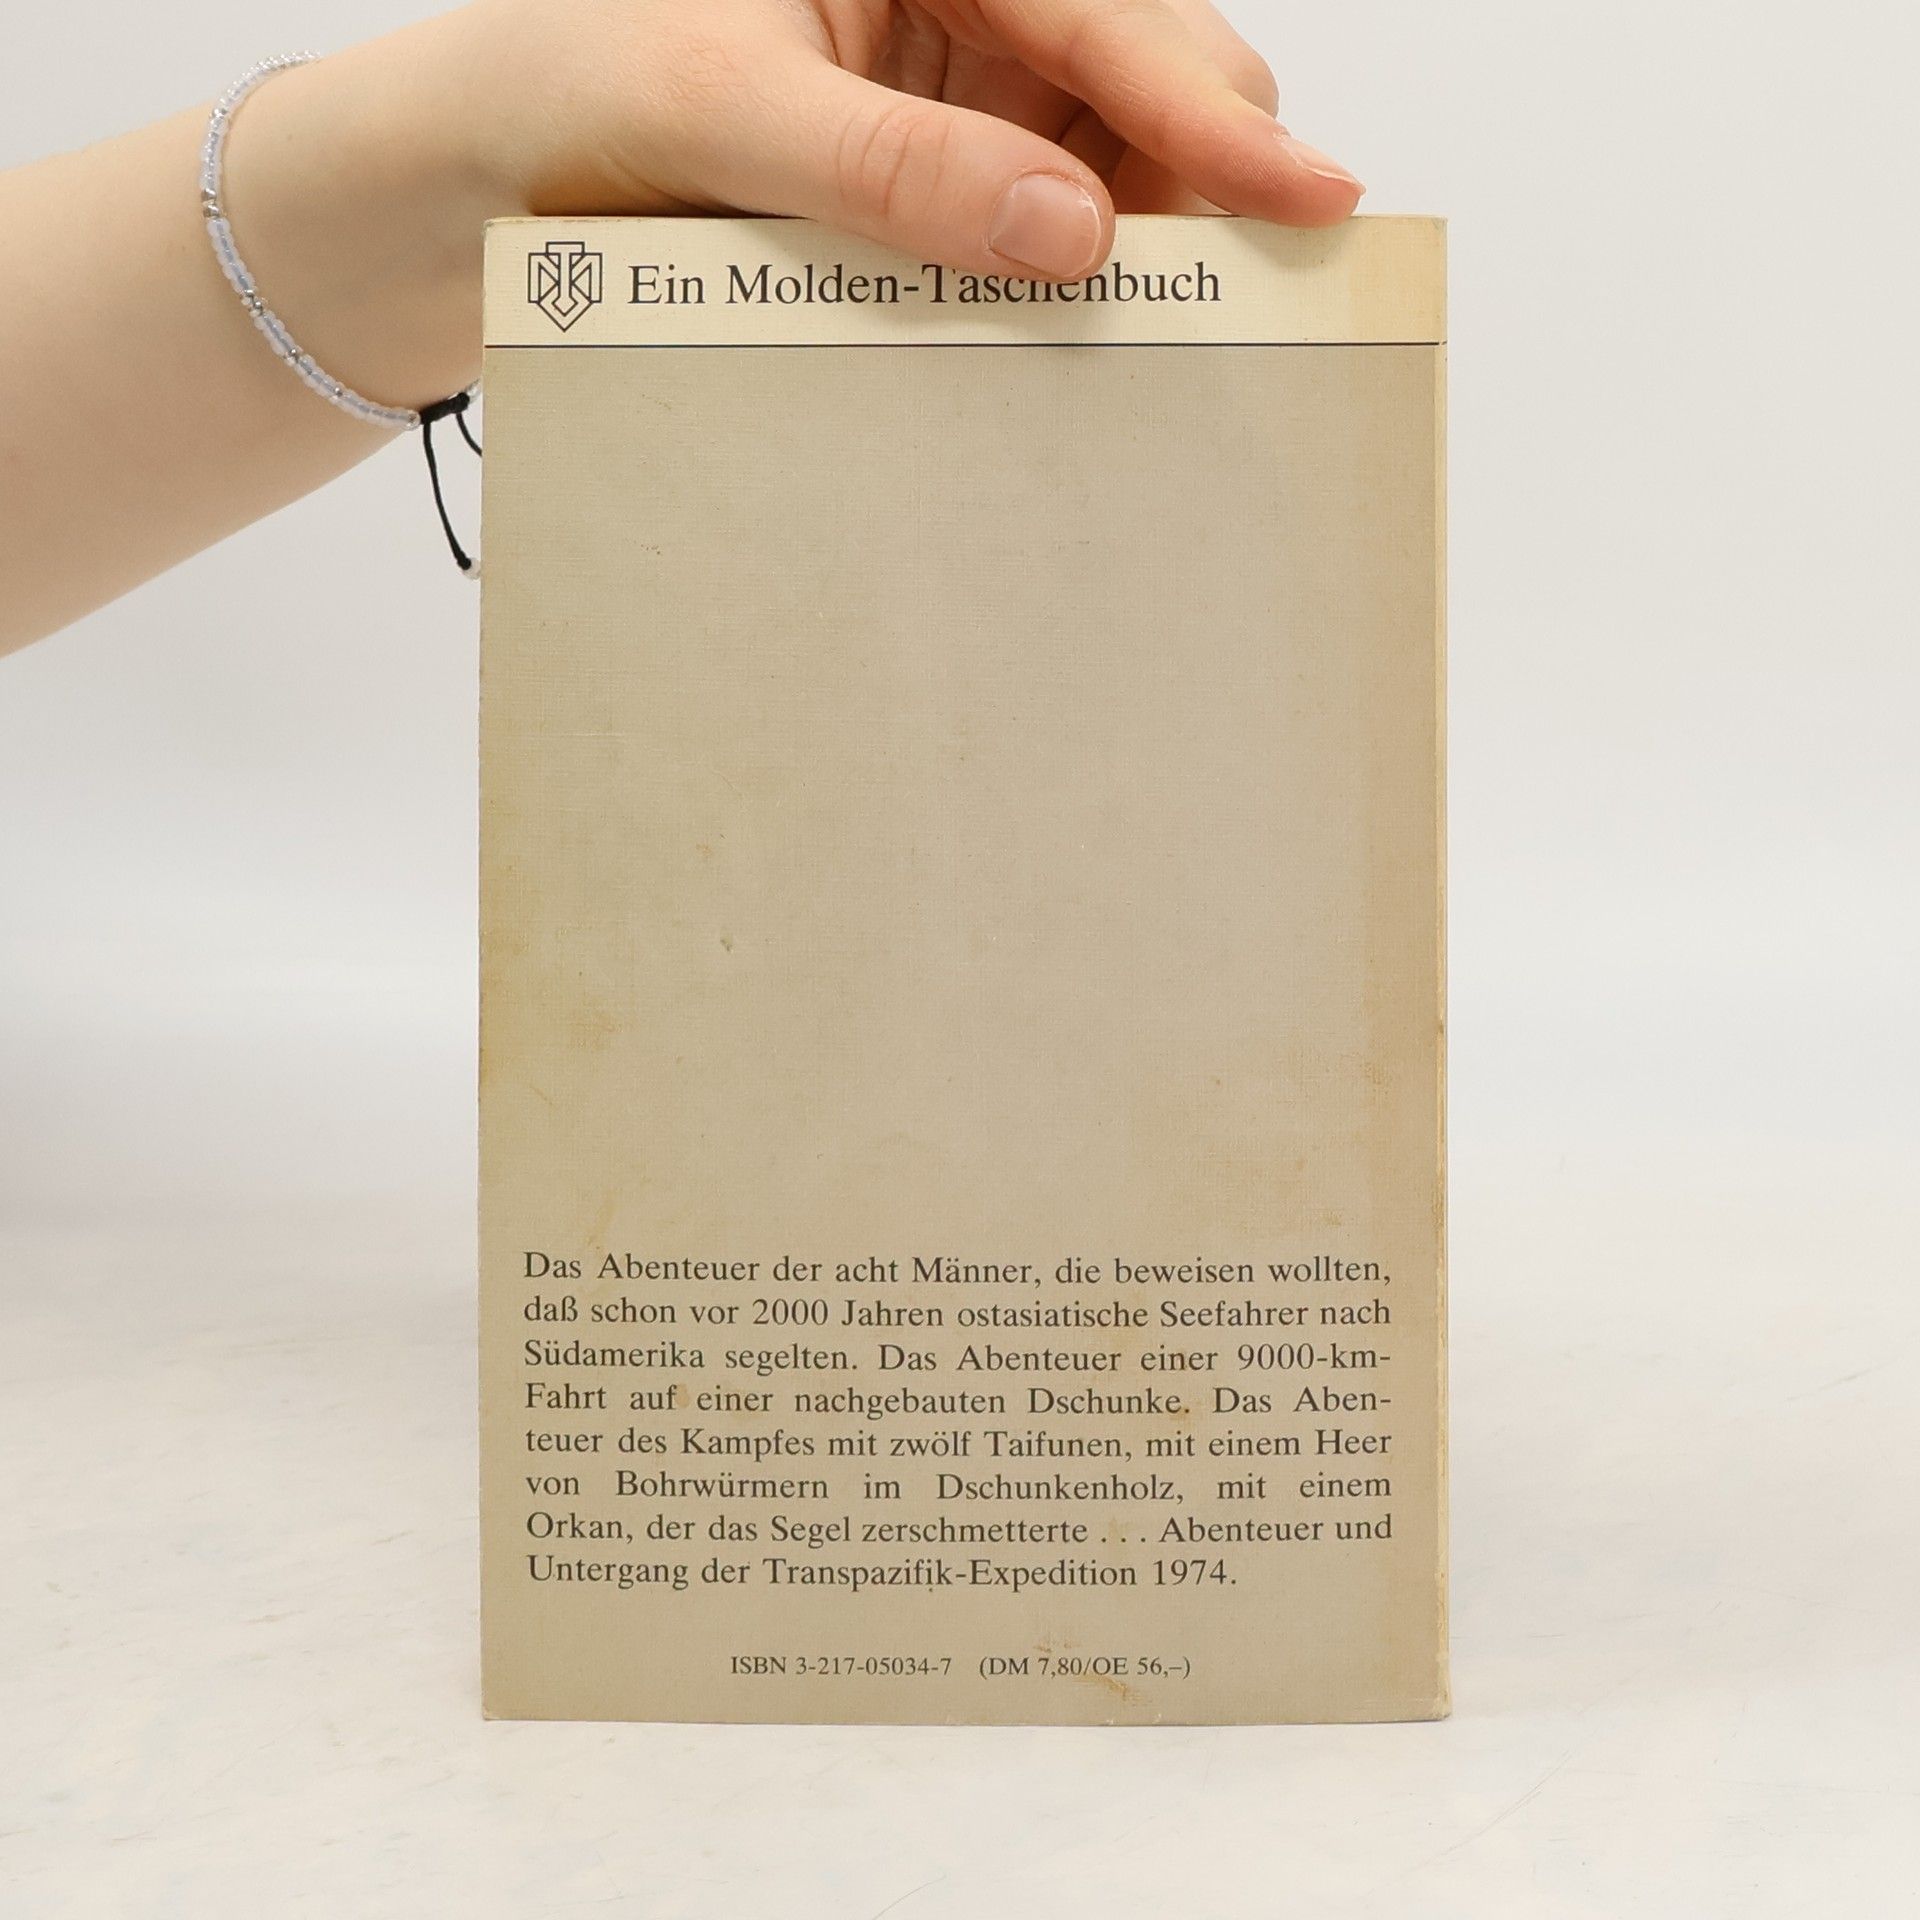 Ein Molden-Taschenbuch
Das Abenteuer der acht Männer, die beweisen wollten,
daß schon vor 2000 Jahren ostasiatische Seefahrer nach
Südamerika segelten. Das Abenteuer einer 9000-km-
Fahrt auf einer nachgebauten Dschunke. Das Aben-
teuer des Kampfes mit zwölf Taifunen, mit einem Heer
von Bohrwürmern im Dschunkenholz, mit einem
Orkan, der das Segel zerschmetterte . . . Abenteuer und
Untergang der Transpazifik-Expedition 1974.
ISBN 3-217-05034-7 (DM 7,80/OE 56,–)